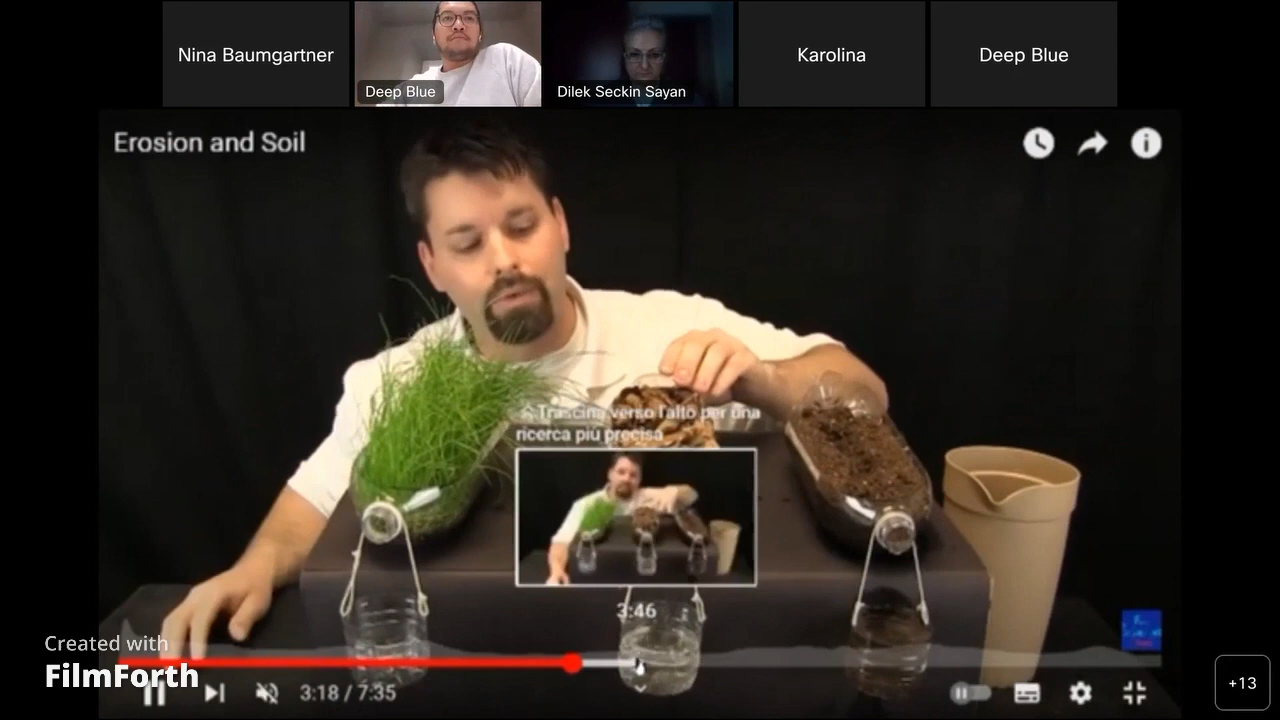 Nina Baumgartner
Deep Blue
Dilek Seckin Sayan
Karolina
Deep Blue
Erosion and Soil
Trascina verso l'alto per una
ricerca più precisa
3:46
Created with
FilmForth
3:18 / 7:35
+13